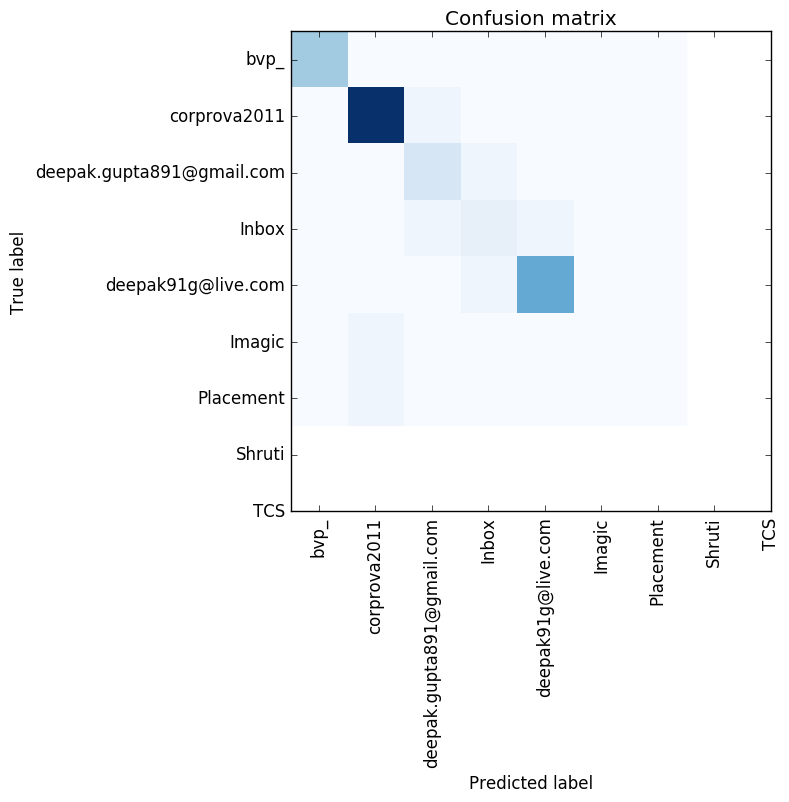 Confusion matrix
True label
bvp_
corprova2011
deepak.gupta891@gmail.com
Inbox
deepak91g@live.com
Imagic
Placement
Shruti
TCS
bvp_
corprova2011
deepak.gupta891@gmail.com
Inbox
deepak91g@live.com
Imagic
Placement
Shruti
TCS
Predicted label